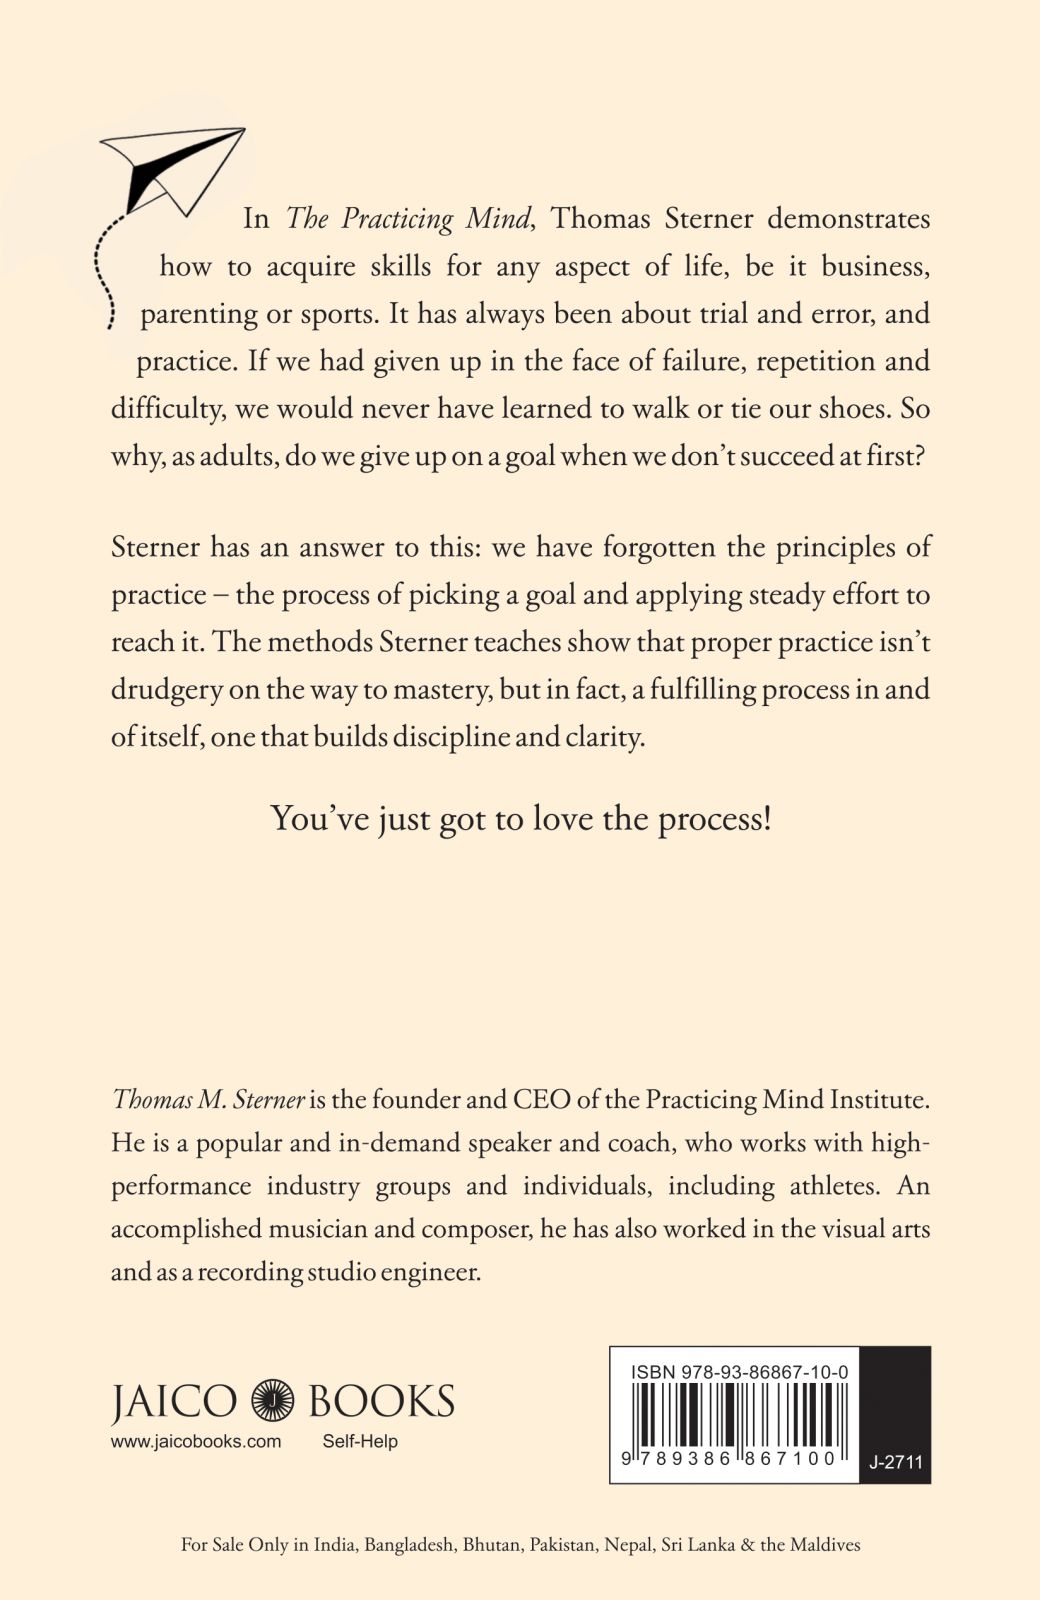 In The Practicing Mind, Thomas Sterner demonstrates
how to acquire skills for any aspect of life, be it business,
parenting or sports. It has always been about trial and error, and
practice. If we had given up in the face of failure, repetition and
difficulty, we would never have learned to walk or tie our shoes. So
why, as adults, do we give up on a goal when we don’t succeed at first?
Sterner has an answer to this: we have forgotten the principles of
practice – the process of picking a goal and applying steady effort to
reach it. The methods Sterner teaches show that proper practice isn’t
drudgery on the way to mastery, but in fact, a fulfilling process in and
of itself, one that builds discipline and clarity.
You’ve just got to love the process!
Thomas M. Sterner is the founder and CEO of the Practicing Mind Institute.
He is a popular and in-demand speaker and coach, who works with high-
performance industry groups and individuals, including athletes. An
accomplished musician and composer, he has also worked in the visual arts
and as a recording studio engineer.
JAICO J BOOKS
www.jaicobooks.com Self-Help
ISBN 978-93-86867-10-0
9 789386 867100
J-2711
For Sale Only in India, Bangladesh, Bhutan, Pakistan, Nepal, Sri Lanka & the Maldives